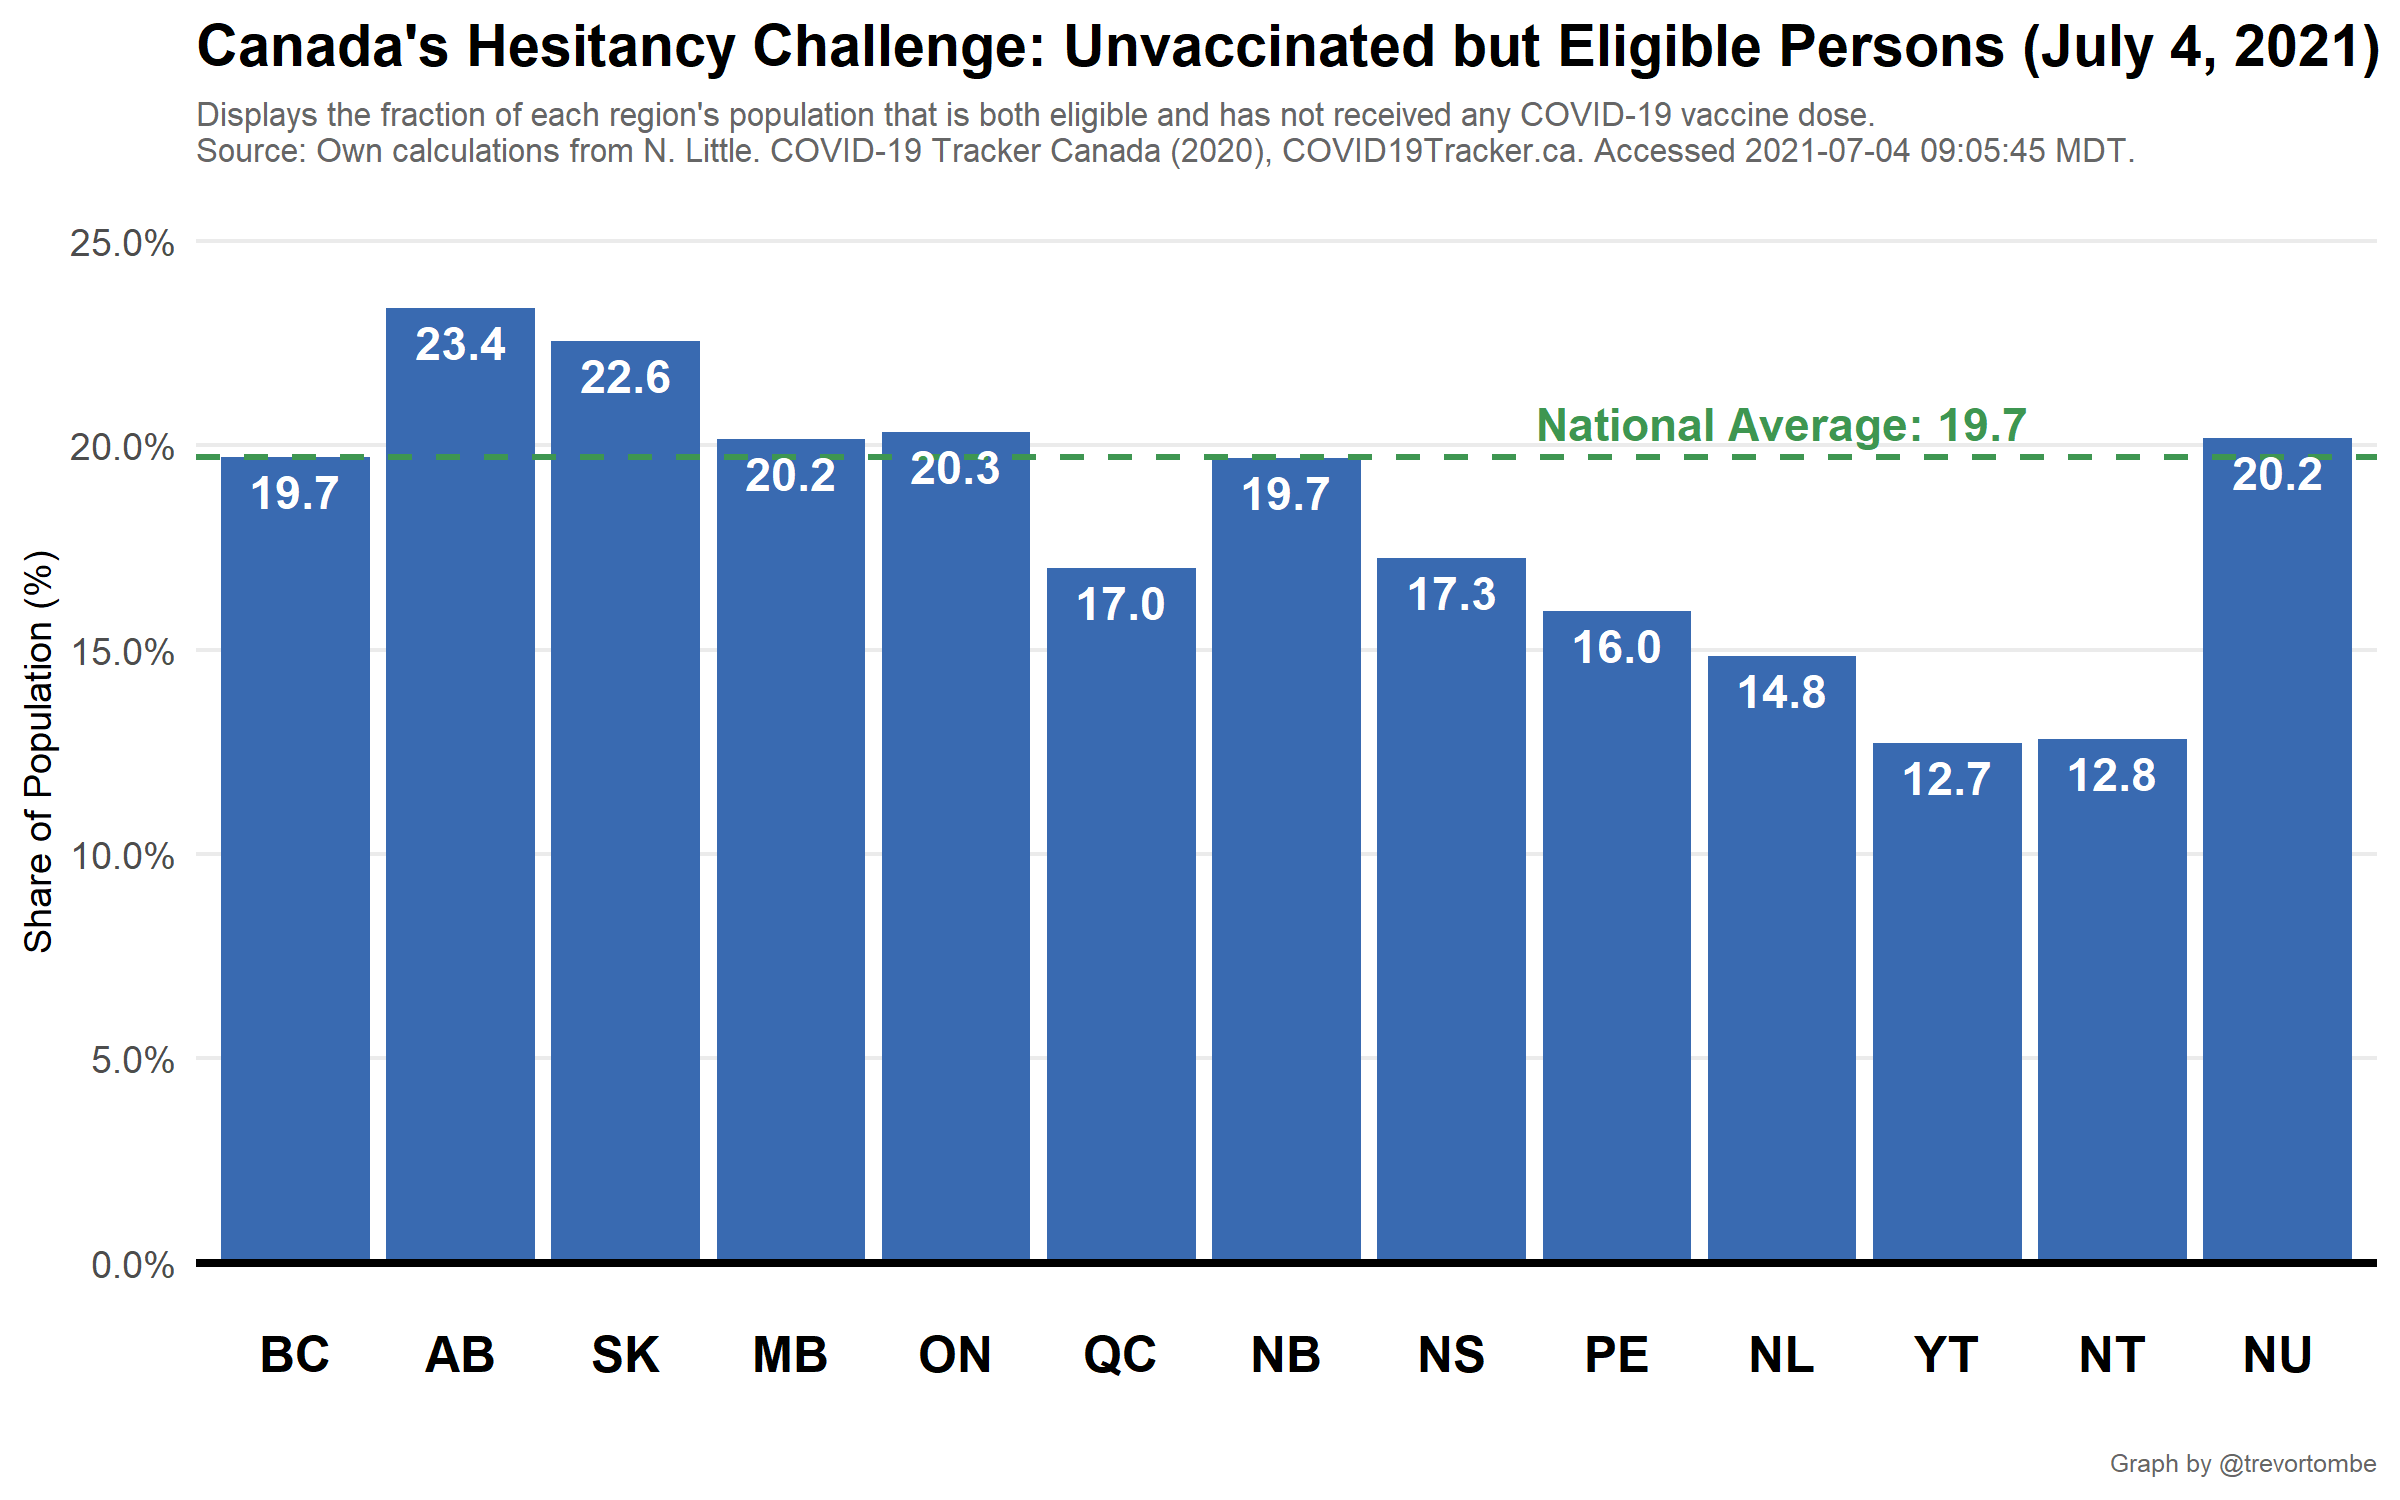 Canada's Hesitancy Challenge: Unvaccinated but Eligible Persons (July 4, 2021)
Displays the fraction of each region's population that is both eligible and has not received any COVID-19 vaccine dose.
Source: Own calculations from N. Little. COVID-19 Tracker Canada (2020), COVID19Tracker.ca. Accessed 2021-07-04 09:05:45 MDT.
Share of Population (%)
25.0%
20.0%
15.0%
10.0%
5.0%
0.0%
National Average: 19.7
19.7
23.4
22.6
20.2
20.3
17.0
19.7
17.3
16.0
14.8
12.7
12.8
20.2
BC
AB
SK
MB
ON
QC
NB
NS
PE
NL
YT
NT
NU
Graph by @trevortombe